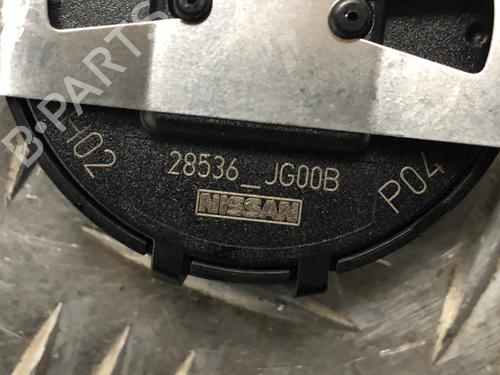 B-PARTS
H02
28536_JG00B
P04
NISSAN